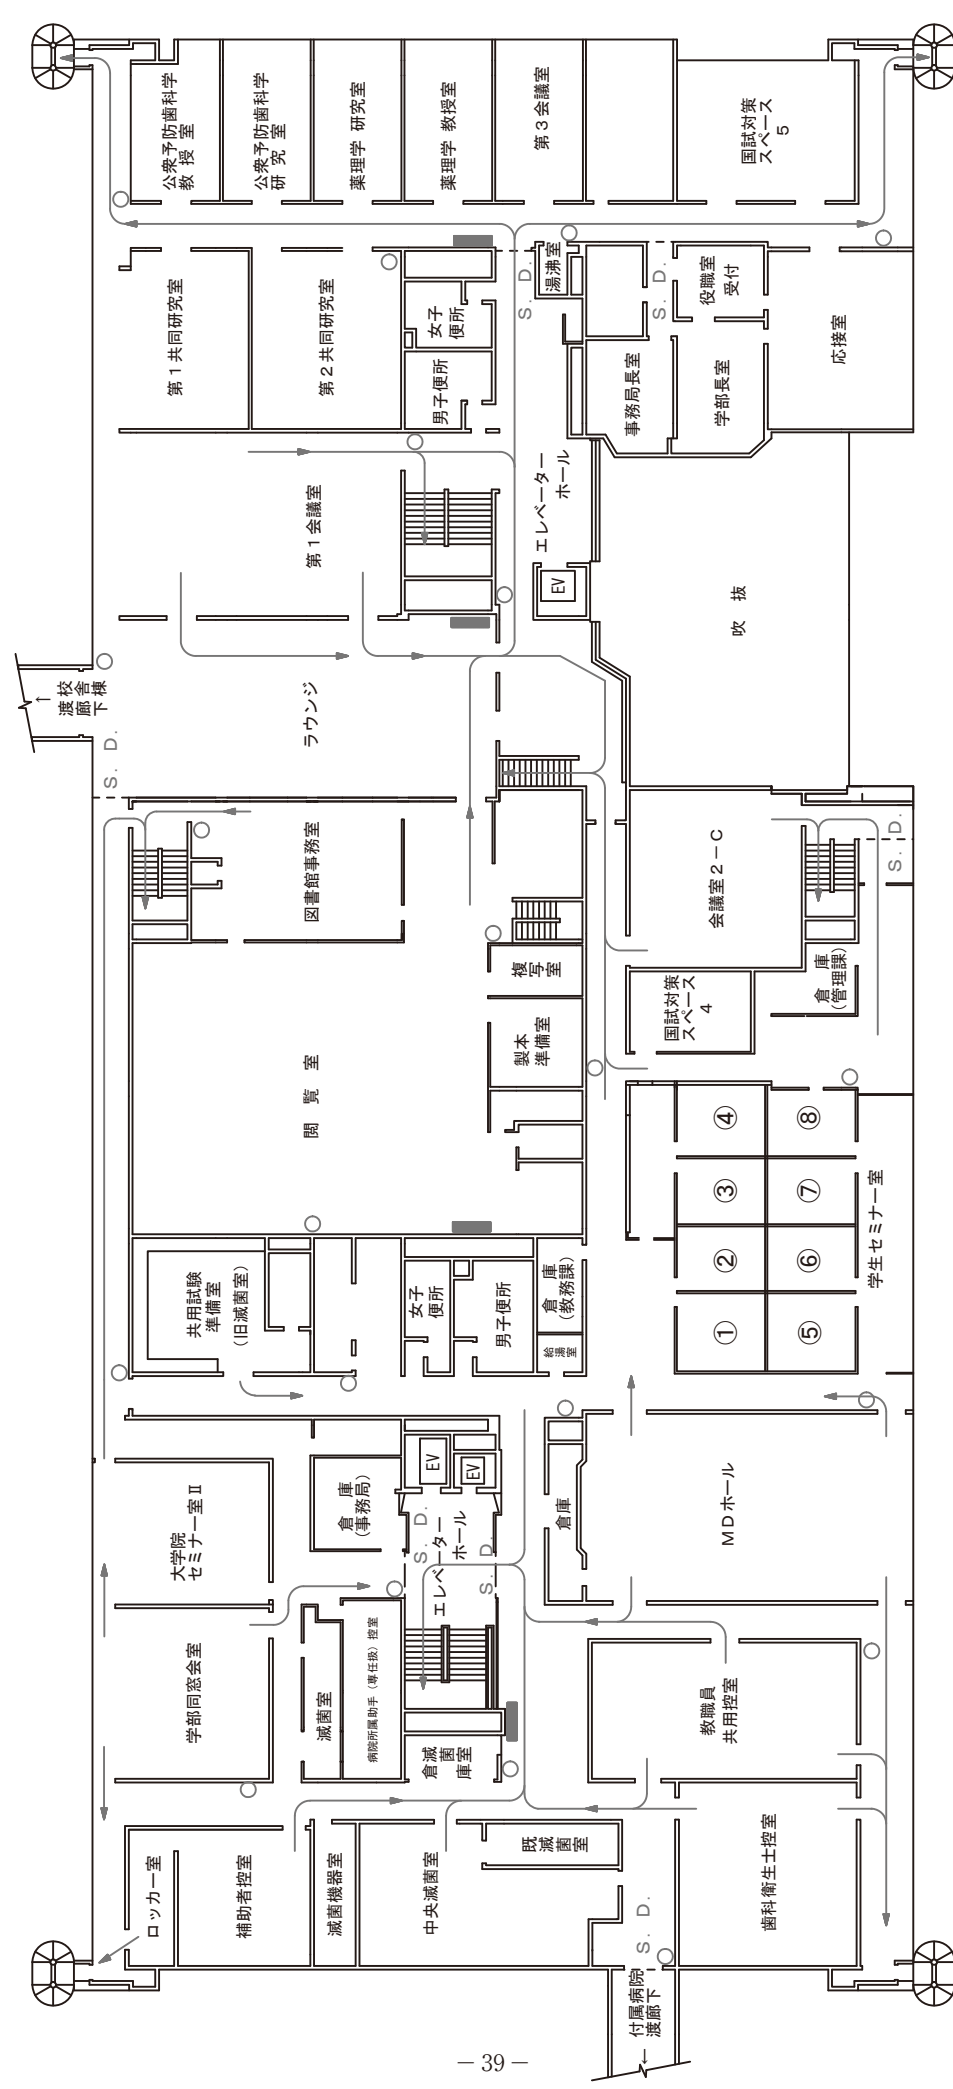 公衆予防歯科学
教授室
公衆予防歯科学
研究室
薬理学 研究室
薬理学 教授室
第3会議室
国試対策
スペース
5
第1共同研究室
第2共同研究室
女子
便所
男子便所
S. D.
湯沸室
S. D.
役職室
受付
事務局長室
学部長室
応接室
第1会議室
エレベーター
ホール
EV
吹 抜
校舎棟
渡廊下
↑
S. D.
ラウンジ
図書館事務室
会議室2－C
S. D.
閲 覧 室
複写室
製本
準備室
国試対策
スペース
4
倉 庫
(管理課)
④
③
②
①
⑧
⑦
⑥
⑤
学生セミナー室
共用試験
準備室
(旧滅菌室)
女子
便所
男子便所
倉 庫
(教務課)
給湯室
大学院
セミナー室Ⅱ
倉 庫
(事務局)
EV
EV
S. D.
エレベーター
ホール
S. D.
倉庫
MDホール
学部同窓会室
滅菌室
病院所属助手（専任扱）控室
滅菌
倉庫室
教職員
共用控室
ロッカー室
補助者控室
滅菌機器室
中央滅菌室
既滅菌
室
S. D.
歯科衛生士控室
付属病院
渡廊下
←
－39－